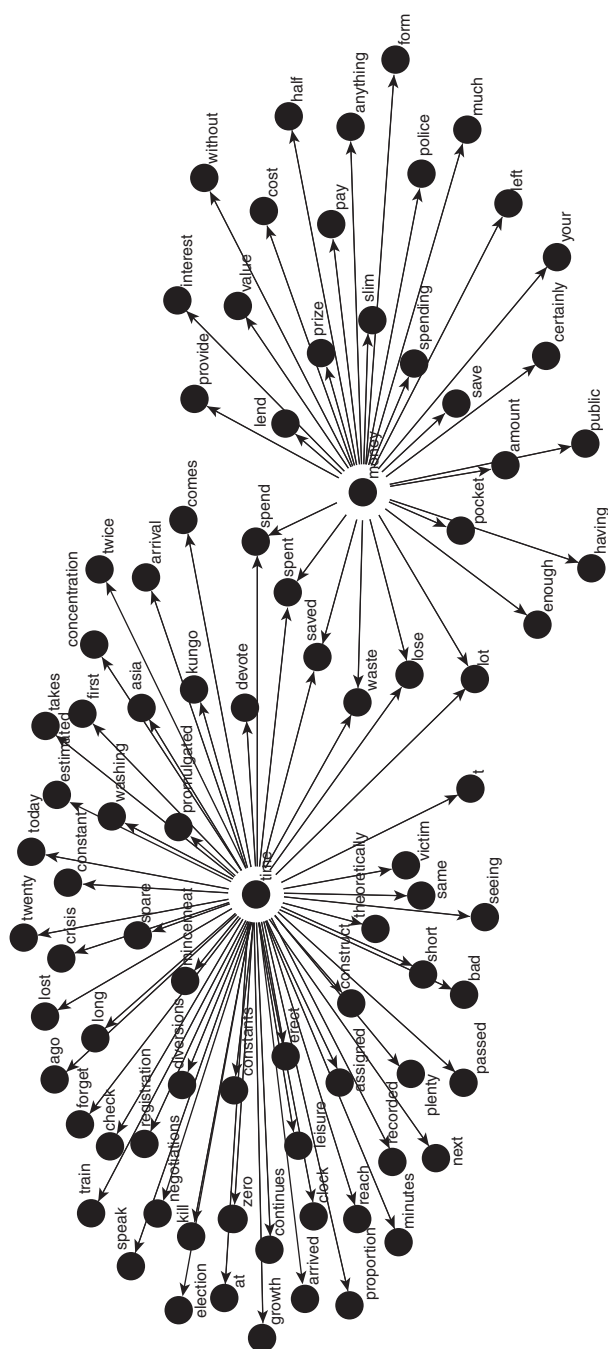 form
half
anything
without
much
police
cost
pay
left
interest
value
your
slim
prize
certainly
spending
provide
save
lend
public
amount
money
pocket
comes
spend
having
twice
arrival
enough
spent
concentration
saved
kungo
lose
asia
waste
devote
lot
takes
first
estimated
washing
promulgated
t
today
constant
victim
time
same
twenty
theoretically
seeing
crisis
spare
mincemeat
short
construct
bad
lost
long
erect
ago
diversions
constants
assigned
plenty
passed
forget
check
registration
leisure
recorded
next
train
negotiations
zero
clock
reach
speak
kill
continues
minutes
election
at
arrived
proportion
growth